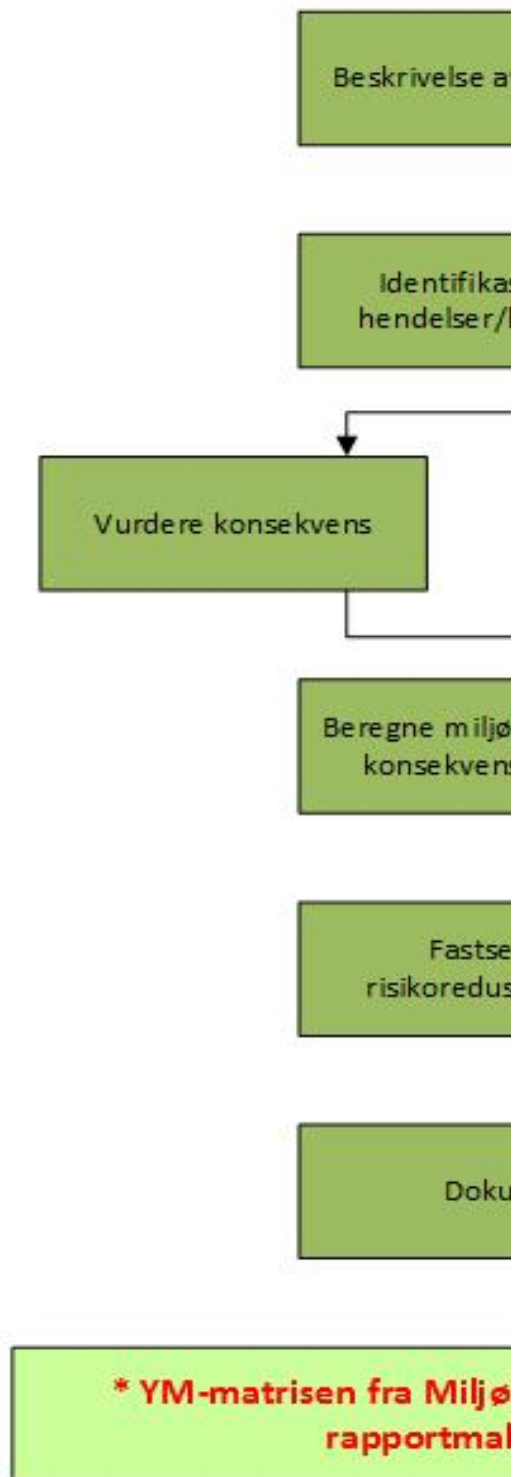 Beskrivelse av
Identifikas
hendelser/
Vurdere konsekvens
Beregne miljø
konsekvens
Fastse
risikoredus
Doku
* YM-matrisen fra Miljø
rapportmal